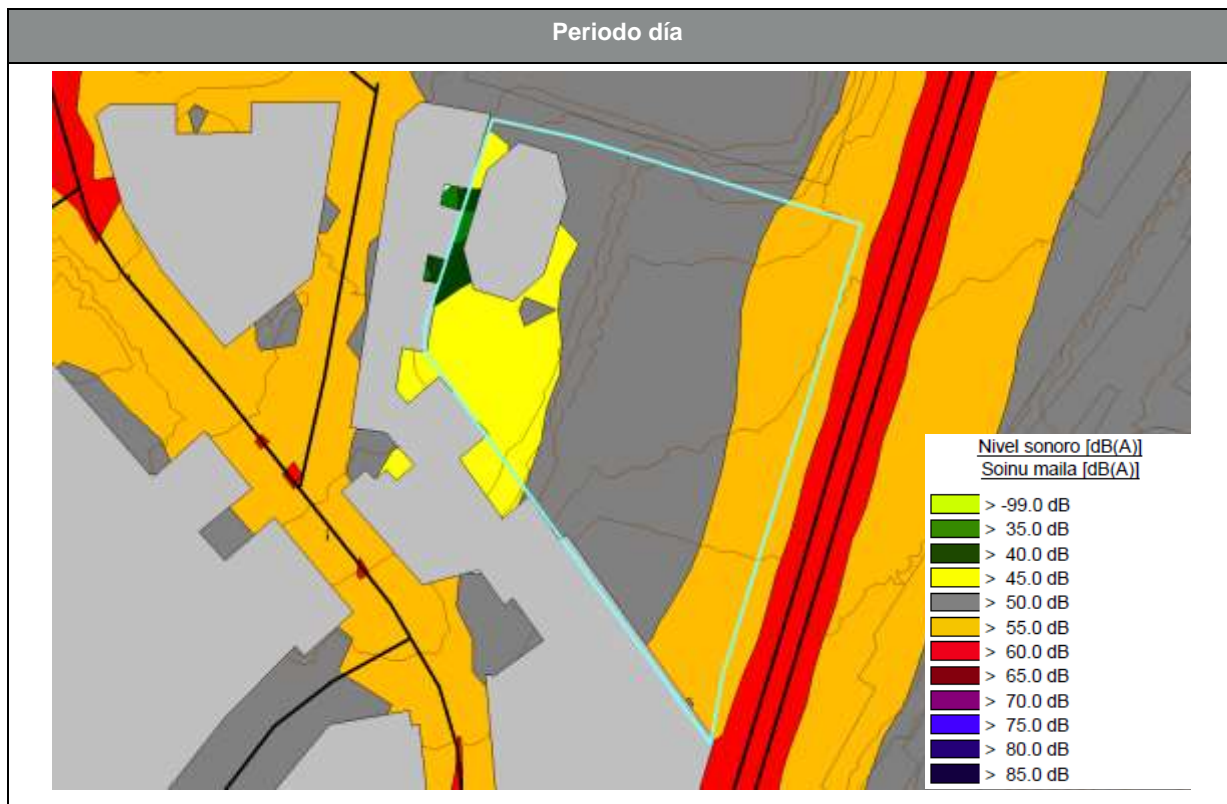 Periodo día
Nivel sonoro [dB(A)]
Soinu maila [dB(A)]
> -99.0 dB
> 35.0 dB
> 40.0 dB
> 45.0 dB
> 50.0 dB
> 55.0 dB
> 60.0 dB
> 65.0 dB
> 70.0 dB
> 75.0 dB
> 80.0 dB
> 85.0 dB